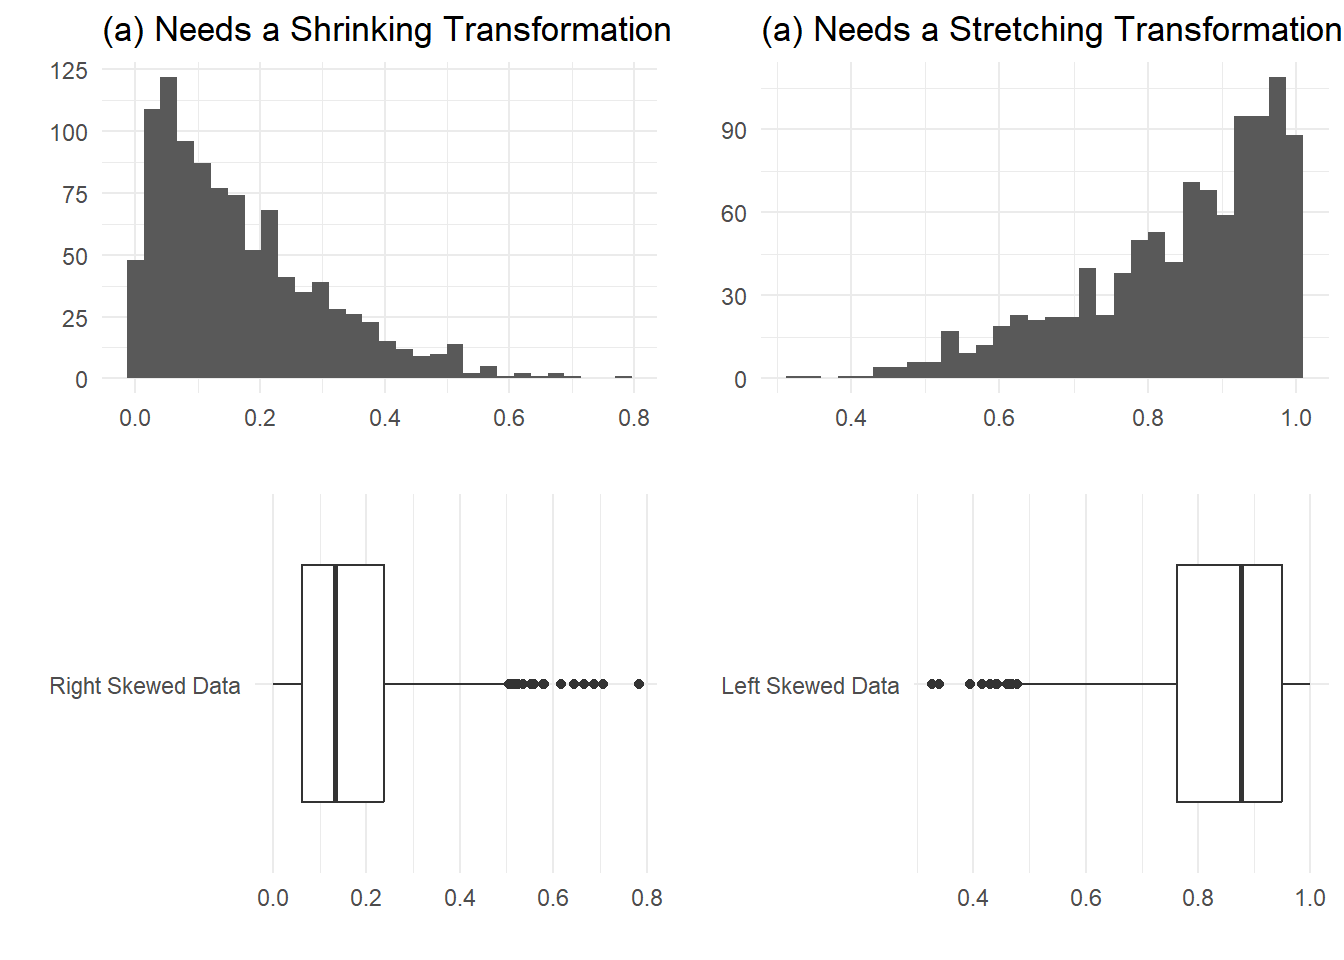 (a) Needs a Shrinking Transformation
125
100
75
50
25
0
0.0 0.2 0.4 0.6 0.8
(a) Needs a Stretching Transformation
90
60
30
0
0.4 0.6 0.8 1.0
Right Skewed Data
0.0 0.2 0.4 0.6 0.8
Left Skewed Data
0.4 0.6 0.8 1.0